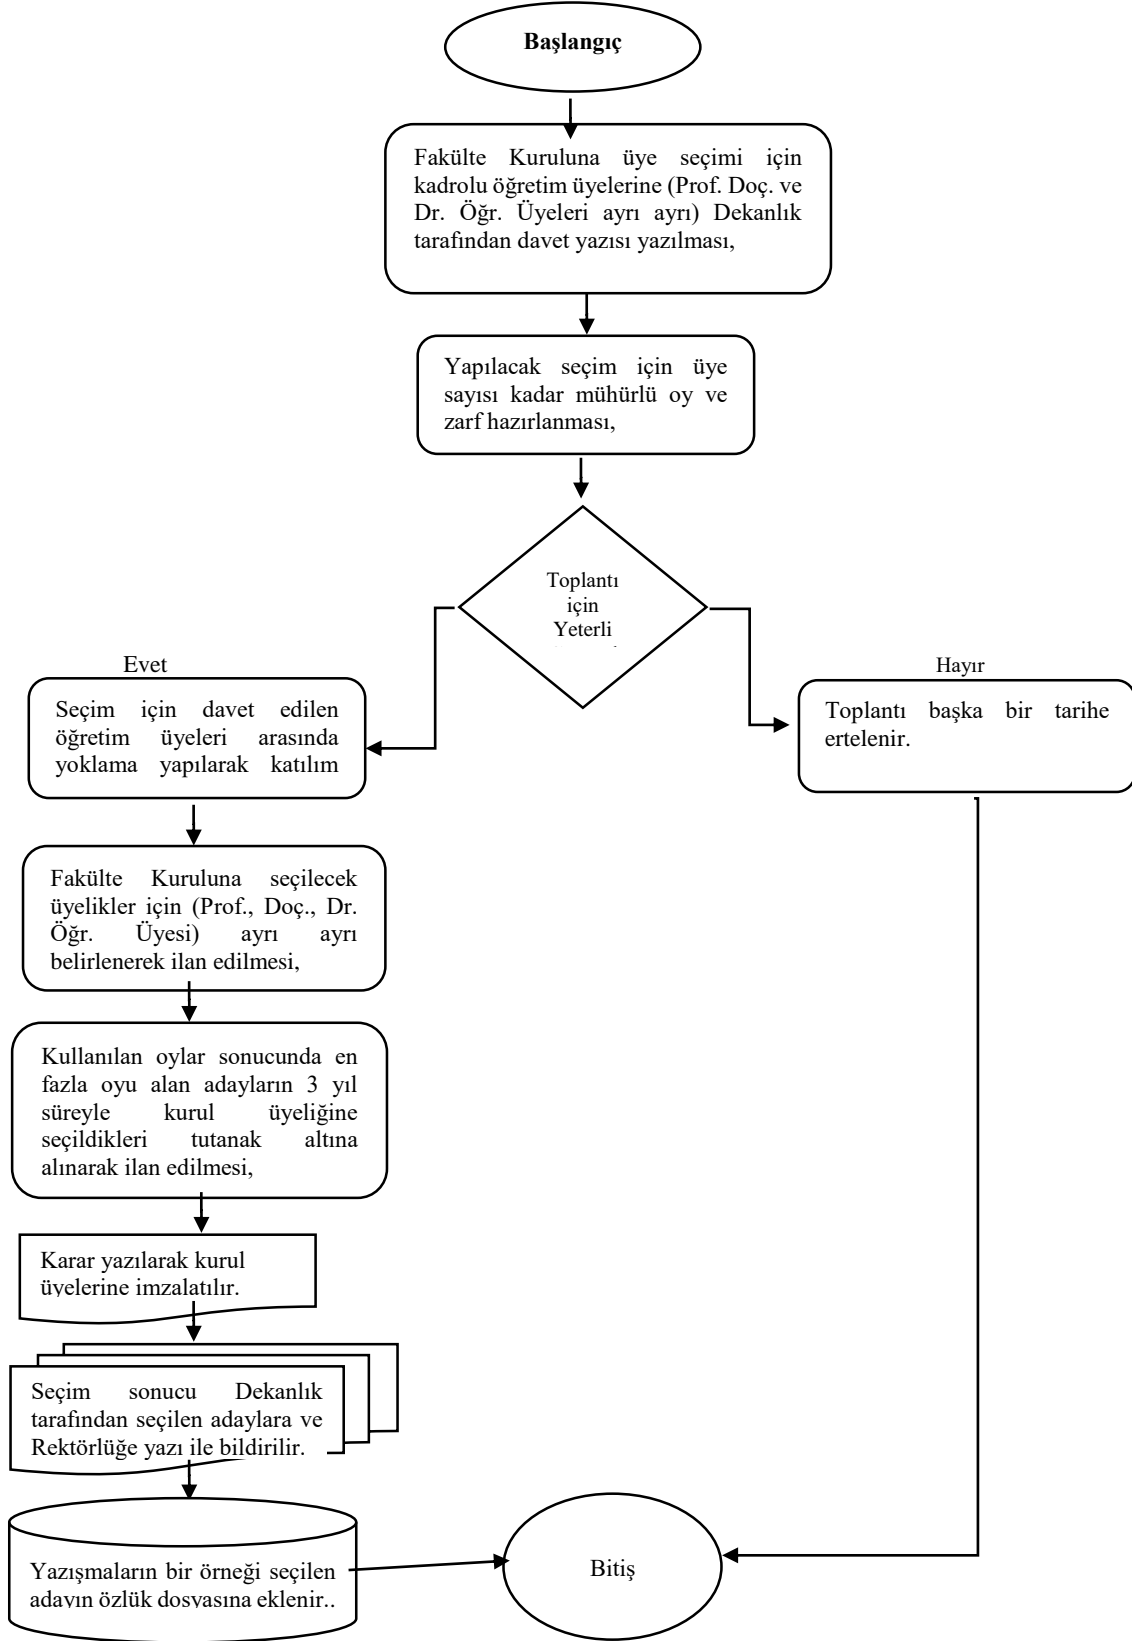 Başlangıç
Fakülte Kuruluna üye seçimi için
kadrolu öğretim üyelerine (Prof. Doç. ve
Dr. Öğr. Üyeleri ayrı ayrı) Dekanlık
tarafından davet yazısı yazılması,
Yapılacak seçim için üye
sayısı kadar mühürlü oy ve
zarf hazırlanması,
Toplantı
için
Yeterli
Evet
Hayır
Seçim için davet edilen
öğretim üyeleri arasında
yoklama yapılarak katılım
Toplantı başka bir tarihe
ertelenir.
Fakülte Kuruluna seçilecek
üyelikler için (Prof., Doç., Dr.
Öğr. Üyesi) ayrı ayrı
belirlenerek ilan edilmesi,
Kullanılan oylar sonucunda en
fazla oyu alan adayların 3 yıl
süreyle kurul üyeliğine
seçildikleri tutanak altına
alınarak ilan edilmesi,
Karar yazılarak kurul
üyelerine imzalatılır.
Seçim sonucu Dekanlık
tarafından seçilen adaylara ve
Rektörlüğe yazı ile bildirilir.
Yazışmaların bir örneği seçilen
adayın özlük dosyasına eklenir..
Bitiş